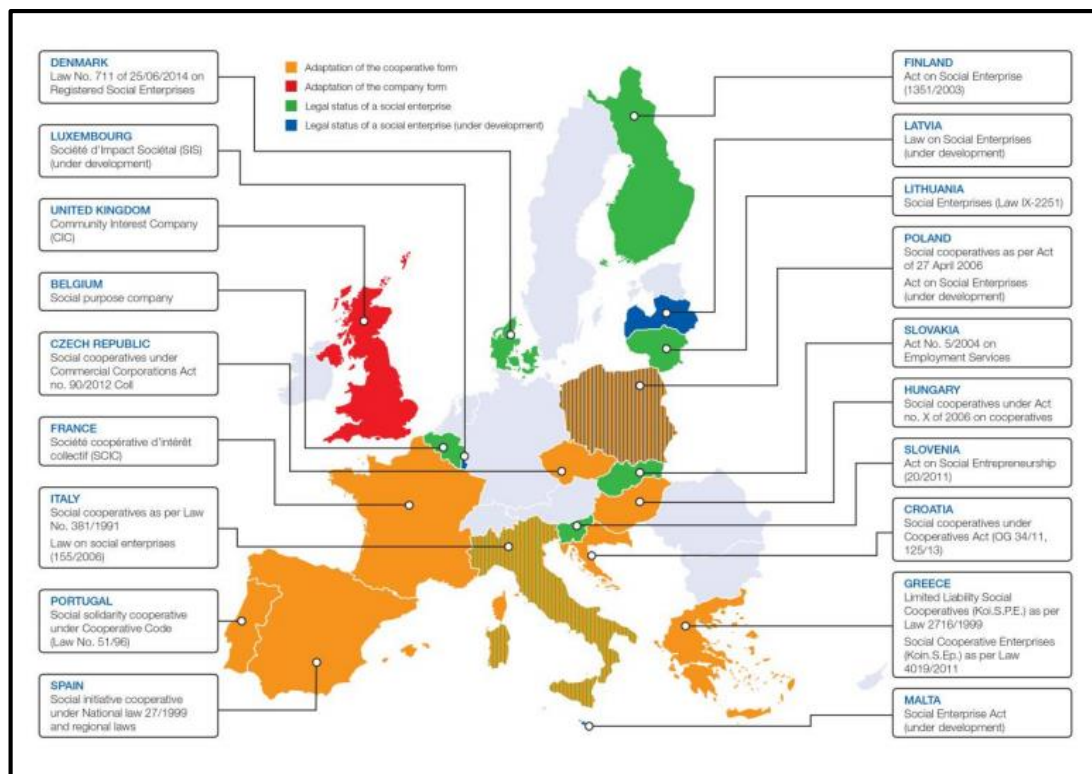 DENMARK
Law No. 711 of 25/06/2014 on
Registered Social Enterprises
LUXEMBOURG
Société d'Impact Sociétal (SIS)
(under development)
UNITED KINGDOM
Community Interest Company
(CIC)
BELGIUM
Social purpose company
CZECH REPUBLIC
Social cooperatives under
Commercial Corporations Act
no. 90/2012 Coll
FRANCE
Société coopérative d'intérêt
collectif (SCIC)
ITALY
Social cooperatives as per Law
No. 381/1991
Law on social enterprises
(155/2006)
PORTUGAL
Social solidarity cooperative
under Cooperative Code
(Law No. 51/96)
SPAIN
Social initiative cooperative
under National law 27/1999
and regional laws
Adaptation of the cooperative form
Adaptation of the company form
Legal status of a social enterprise
Legal status of a social enterprise (under development)
FINLAND
Act on Social Enterprise
(1351/2003)
LATVIA
Law on Social Enterprises
(under development)
LITHUANIA
Social Enterprises (Law IX-2251)
POLAND
Social cooperatives as per Act
of 27 April 2006
Act on Social Enterprises
(under development)
SLOVAKIA
Act No. 5/2004 on
Employment Services
HUNGARY
Social cooperatives under Act
no. X of 2006 on cooperatives
SLOVENIA
Act on Social Entrepreneurship
(20/2011)
CROATIA
Social cooperatives under
Cooperatives Act (OG 34/11,
125/13)
GREECE
Limited Liability Social
Cooperatives (Koi.S.P.E.) as per
Law 2716/1999
Social Cooperative Enterprises
(Koin.S.Ep.) as per Law
4019/2011
MALTA
Social Enterprise Act
(under development)